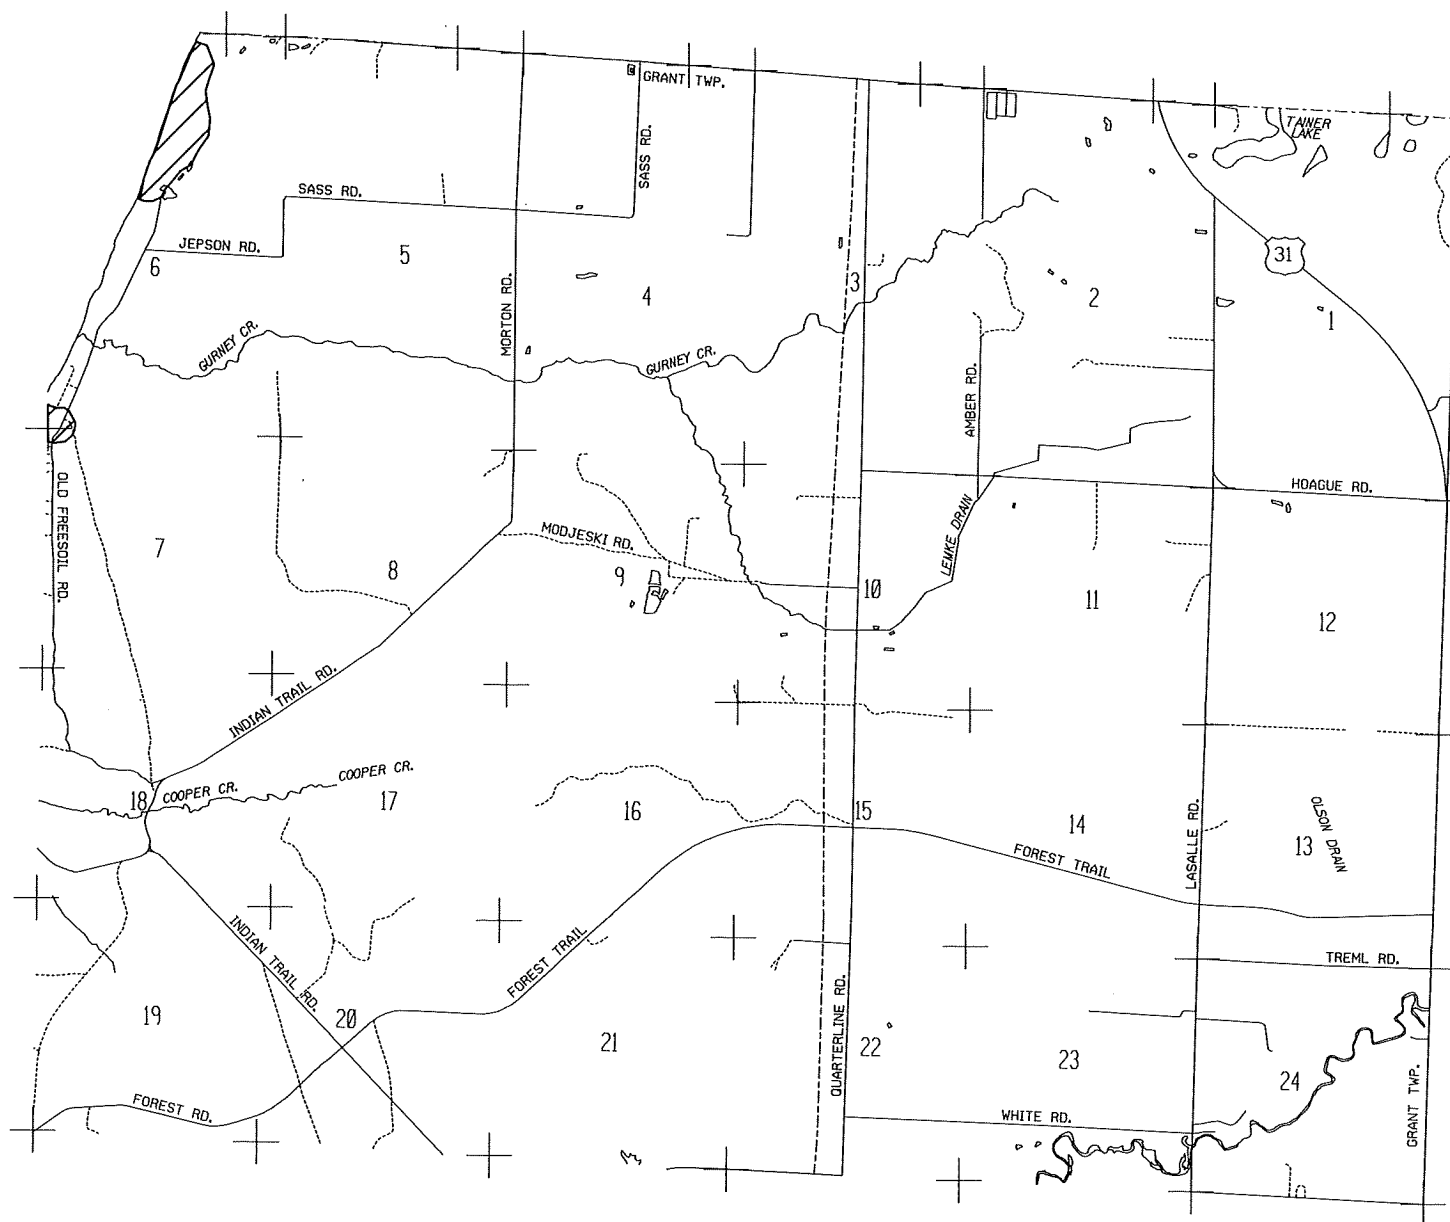 GRANT TWP.
TAINER
LAKE
SASS RD.
SASS RD.
JEPSON RD.
31
6
5
4
3
2
1
MORTON RD.
GURNEY CR.
GURNEY CR.
AMBER RD.
HOAGUE RD.
OLD FREESOIL RD.
MODJESKI RD.
LEMKE DRAIN
7
8
9
10
11
12
INDIAN TRAIL RD.
COOPER CR.
COOPER CR.
18
17
16
15
14
13
OLSON DRAIN
LASALLE RD.
FOREST TRAIL
FOREST TRAIL
INDIAN TRAIL RD.
TREML RD.
19
20
21
22
23
24
QUARTERLINE RD.
FOREST RD.
WHITE RD.
GRANT TWP.